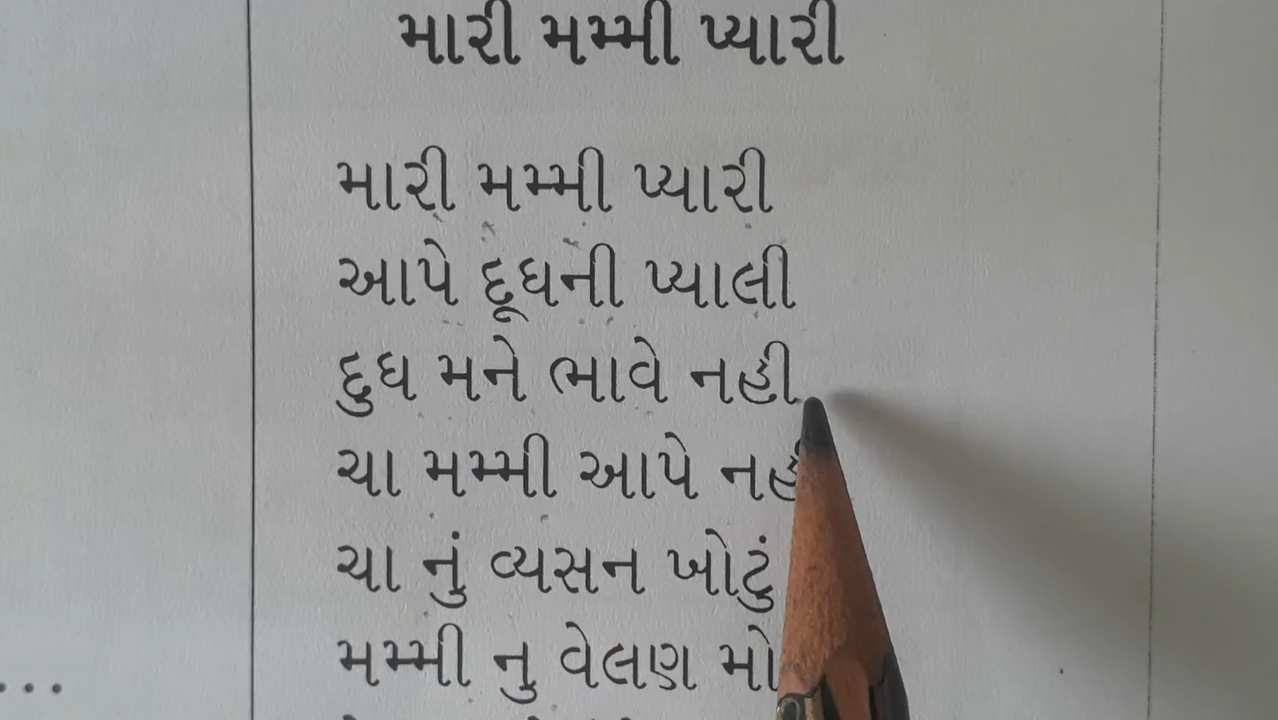 મારી મમ્મી પ્યારી
મારી મમ્મી પ્યારી
આપે દૂધની પ્યાલી
દુધ મને ભાવે નહી
ચા મમ્મી આપે
ચા નું વ્યસન ખોટું
મમ્મી નુ વેલણ
...